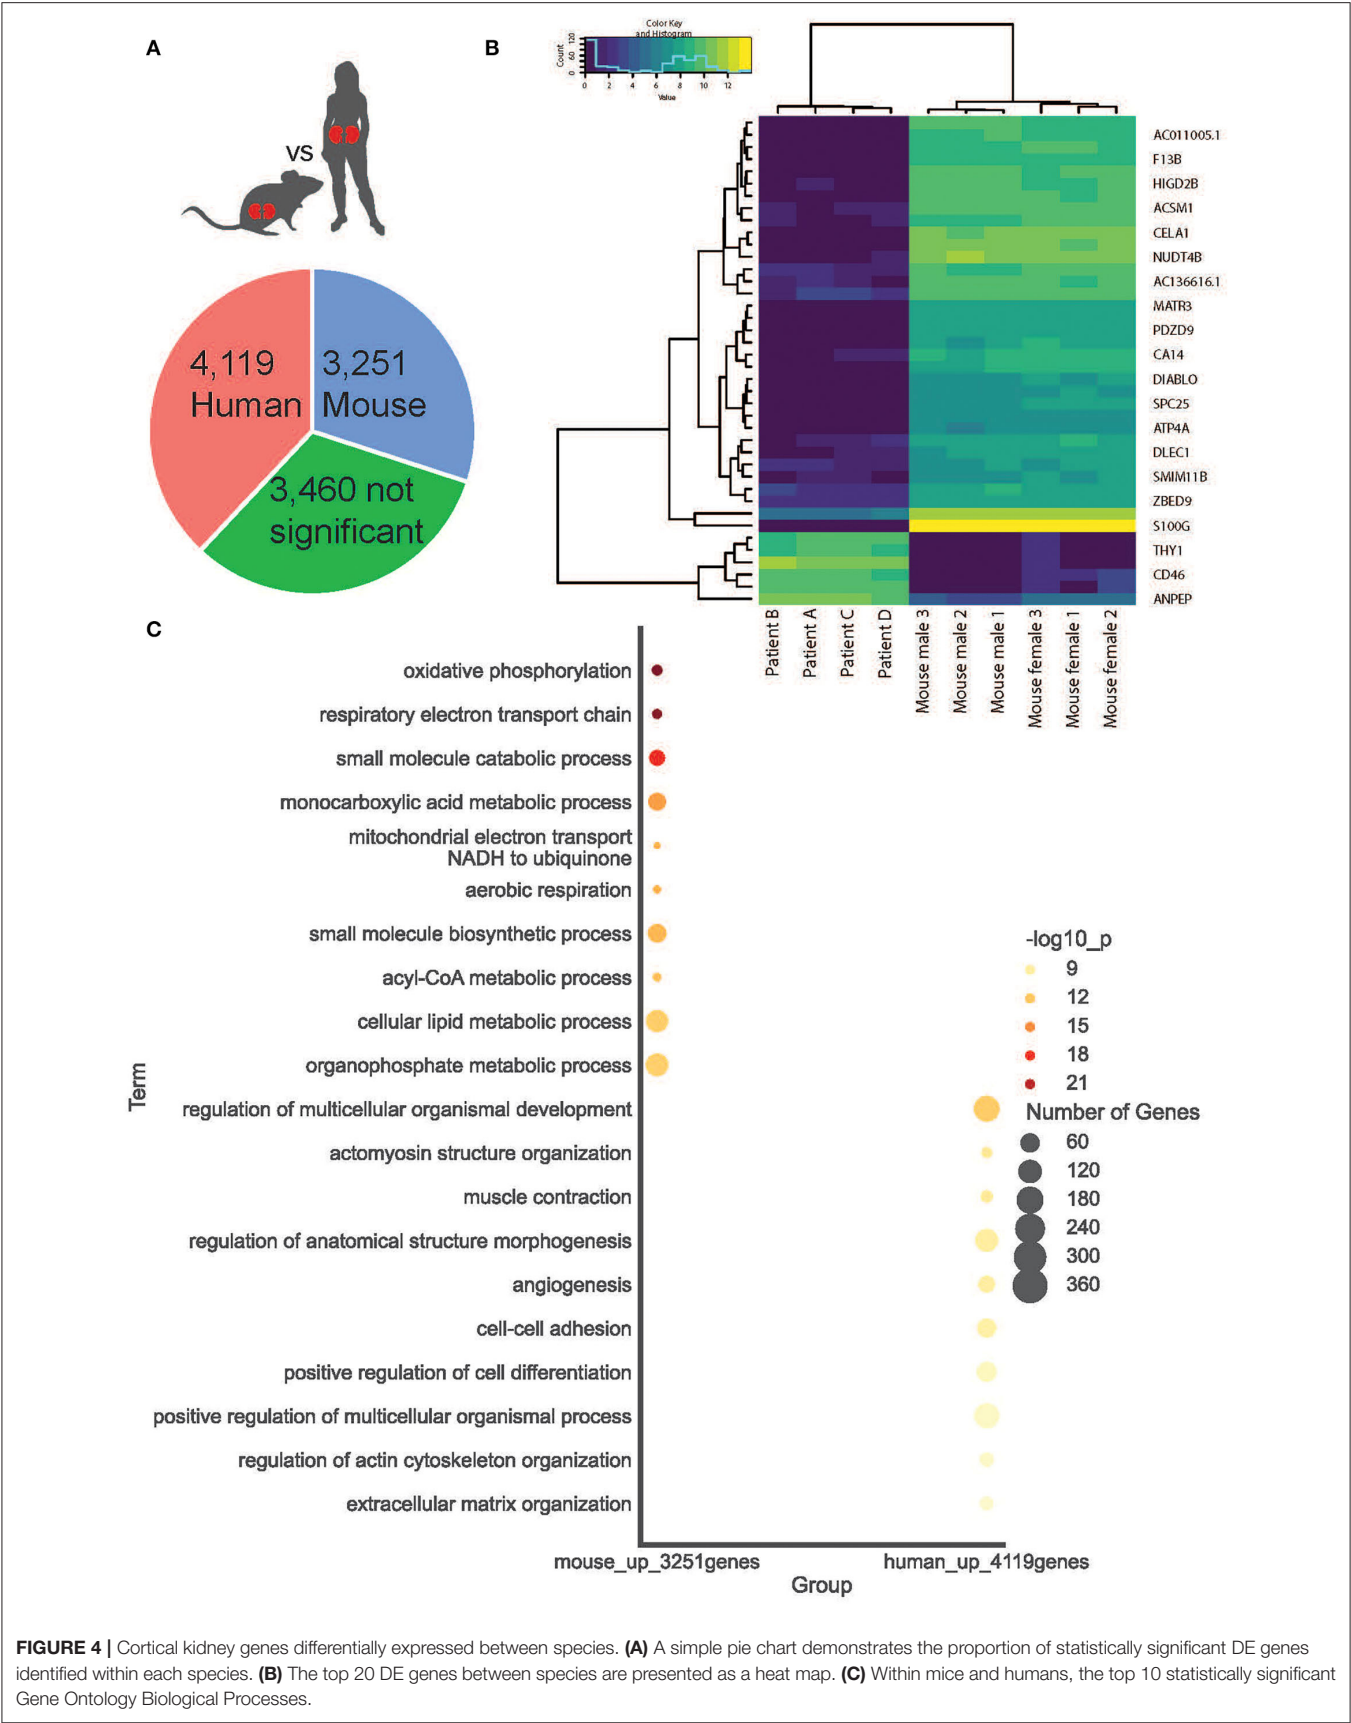 A
vs
4,119
Human
3,251
Mouse
3,460 not
significant
B
Color Key
and Histogram
Count
0 60 120
0 2 4 6 8 10 12
Value
AC011005.1
F13B
HIGD2B
ACSM1
CELA1
NUDT4B
AC136616.1
MATR3
PDZD9
CA14
DIABLO
SPC25
ATP4A
DLEC1
SMIM11B
ZBED9
S100G
THY1
CD46
ANPEP
Patient B
Patient A
Patient C
Patient D
Mouse male 3
Mouse male 2
Mouse male 1
Mouse female 3
Mouse female 1
Mouse female 2
C
Term
oxidative phosphorylation
respiratory electron transport chain
small molecule catabolic process
monocarboxylic acid metabolic process
mitochondrial electron transport
NADH to ubiquinone
aerobic respiration
small molecule biosynthetic process
acyl-CoA metabolic process
cellular lipid metabolic process
organophosphate metabolic process
regulation of multicellular organismal development
actomyosin structure organization
muscle contraction
regulation of anatomical structure morphogenesis
angiogenesis
cell-cell adhesion
positive regulation of cell differentiation
positive regulation of multicellular organismal process
regulation of actin cytoskeleton organization
extracellular matrix organization
-log10_p
9
12
15
18
21
Number of Genes
60
120
180
240
300
360
mouse_up_3251genes
human_up_4119genes
Group
FIGURE 4 | Cortical kidney genes differentially expressed between species. (A) A simple pie chart demonstrates the proportion of statistically significant DE genes
identified within each species. (B) The top 20 DE genes between species are presented as a heat map. (C) Within mice and humans, the top 10 statistically significant
Gene Ontology Biological Processes.